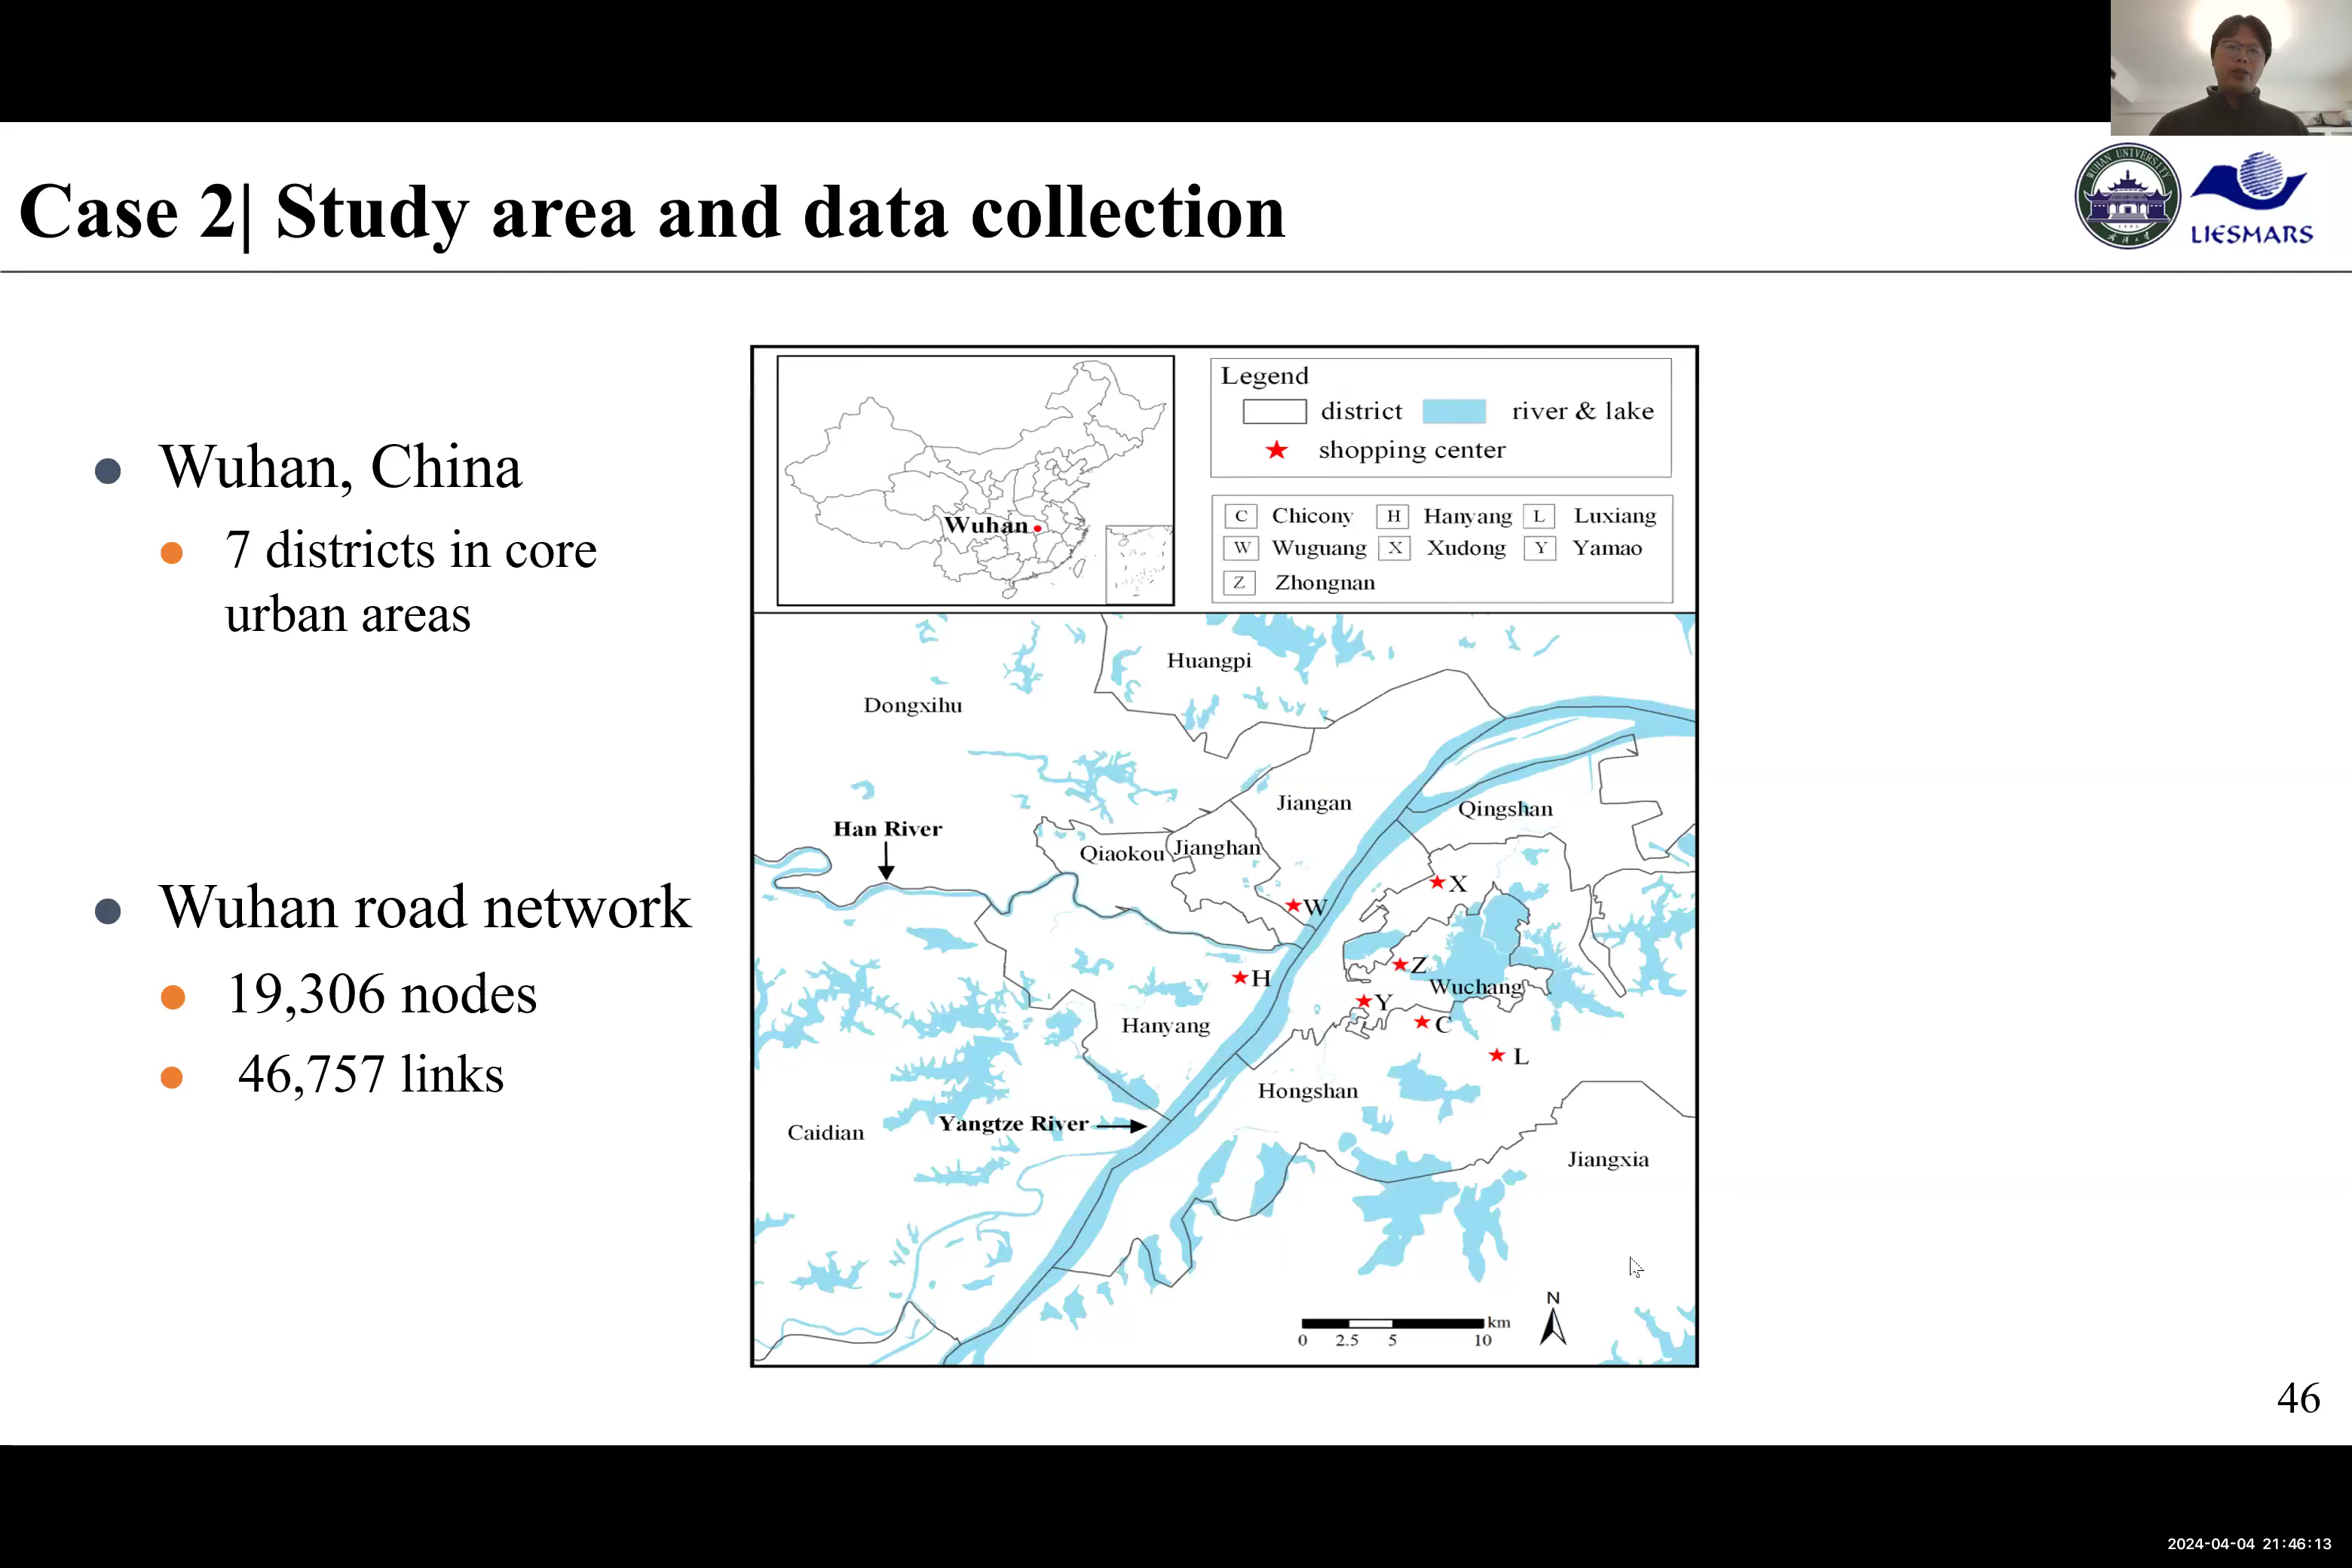 Case 2| Study area and data collection
WUHAN UNIVERSITY
LIESMARS
Wuhan, China
7 districts in core
urban areas
Wuhan road network
19,306 nodes
46,757 links
Wuhan
Legend
district
river & lake
shopping center
C Chicony H Hanyang L Luxiang
W Wuguang X Xudong Y Yamao
Z Zhongnan
Huangpi
Dongxihu
Jiangan
Qingshan
Han River
Qiaokou
Jianghan
X
W
Z
H
Wuchang
Y
Hanyang
C
L
Hongshan
Yangtze River
Caidian
Jiangxia
N
km
0 2.5 5 10
46
2024-04-04 21:46:13